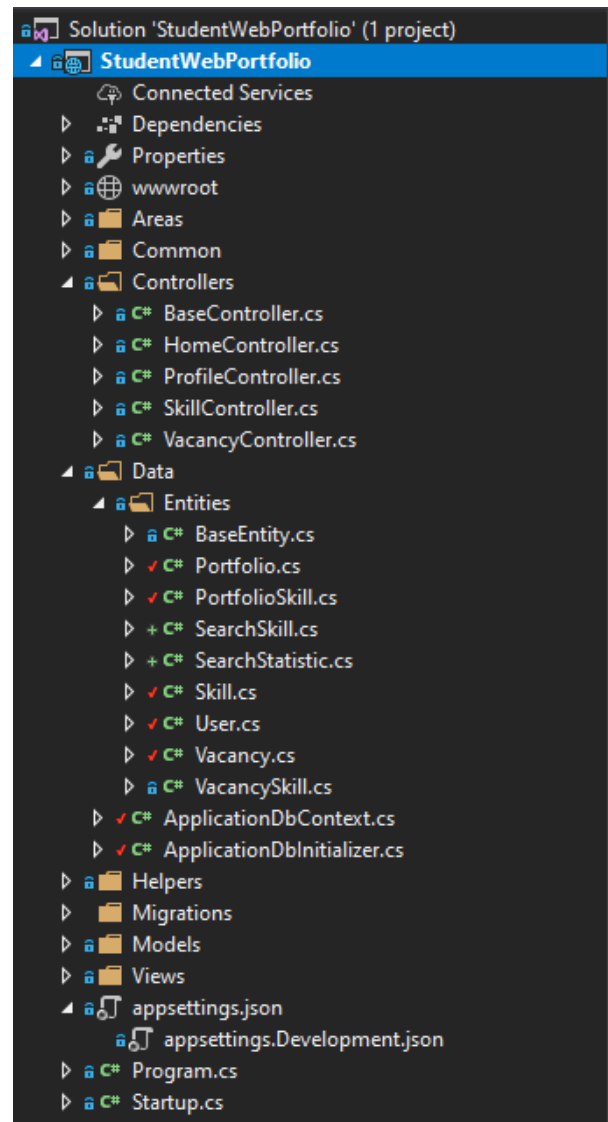 Solution 'StudentWebPortfolio' (1 project)
StudentWebPortfolio
Connected Services
Dependencies
Properties
wwwroot
Areas
Common
Controllers
C# BaseController.cs
C# HomeController.cs
C# ProfileController.cs
C# SkillController.cs
C# VacancyController.cs
Data
Entities
C# BaseEntity.cs
C# Portfolio.cs
C# PortfolioSkill.cs
+ C# SearchSkill.cs
+ C# SearchStatistic.cs
C# Skill.cs
C# User.cs
C# Vacancy.cs
C# VacancySkill.cs
C# ApplicationDbContext.cs
C# ApplicationDbInitializer.cs
Helpers
Migrations
Models
Views
appsettings.json
appsettings.Development.json
C# Program.cs
C# Startup.cs